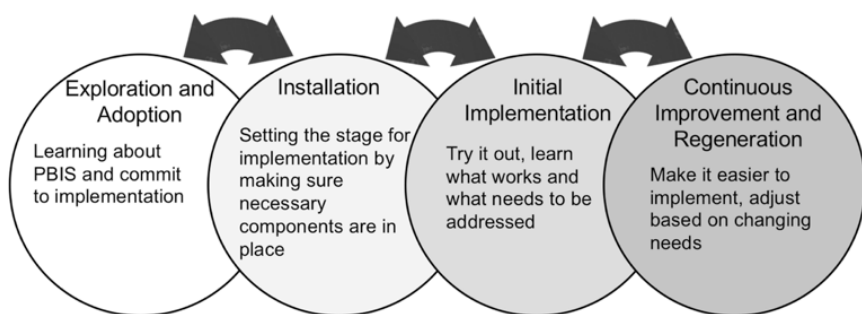 Exploration and
Adoption
Learning about
PBIS and commit
to implementation
Installation
Setting the stage for
implementation by
making sure
necessary
components are in
place
Initial
Implementation
Try it out, learn
what works and
what needs to be
addressed
Continuous
Improvement and
Regeneration
Make it easier to
implement, adjust
based on changing
needs